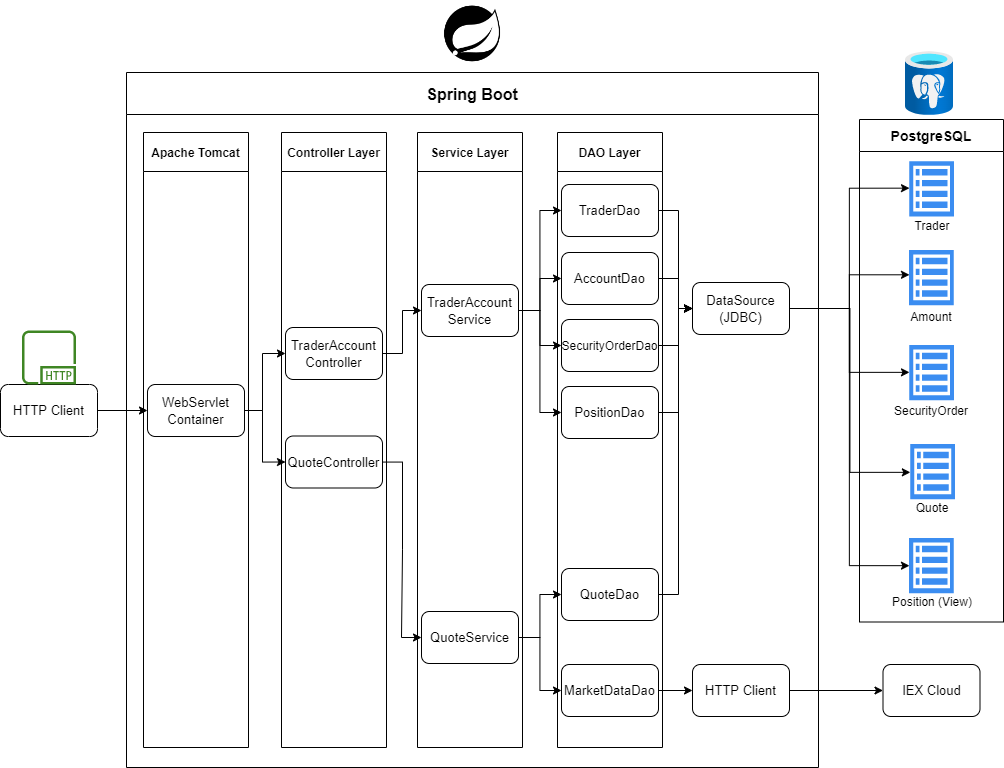 Spring Boot
PostgreSQL
Apache Tomcat
Controller Layer
Service Layer
DAO Layer
HTTP
HTTP Client
WebServlet
Container
TraderAccount
Controller
QuoteController
TraderAccount
Service
QuoteService
TraderDao
AccountDao
SecurityOrderDao
PositionDao
QuoteDao
MarketDataDao
DataSource
(JDBC)
HTTP Client
Trader
Amount
SecurityOrder
Quote
Position (View)
IEX Cloud